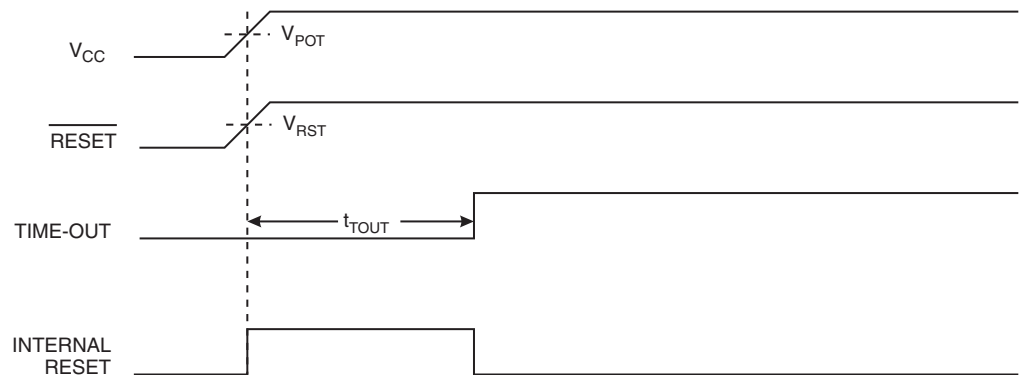 V_CC
V_POT
RESET
V_RST
TIME-OUT
t_TOUT
INTERNAL
RESET